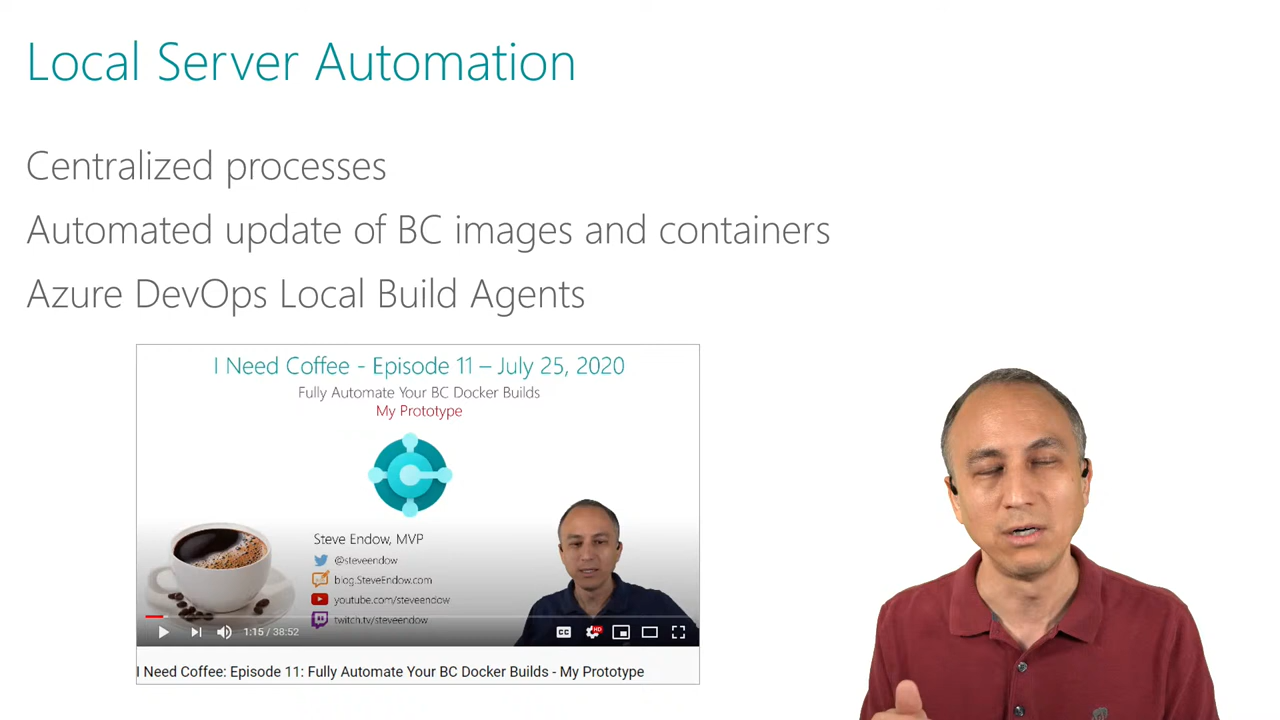 Local Server Automation
Centralized processes
Automated update of BC images and containers
Azure DevOps Local Build Agents
I Need Coffee - Episode 11 – July 25, 2020
Fully Automate Your BC Docker Builds
My Prototype
Steve Endow, MVP
@steveendow
blog.SteveEndow.com
youtube.com/steveendow
twitch.tv/steveendow
1:15 / 38:52
CC
HD
I Need Coffee: Episode 11: Fully Automate Your BC Docker Builds - My Prototype